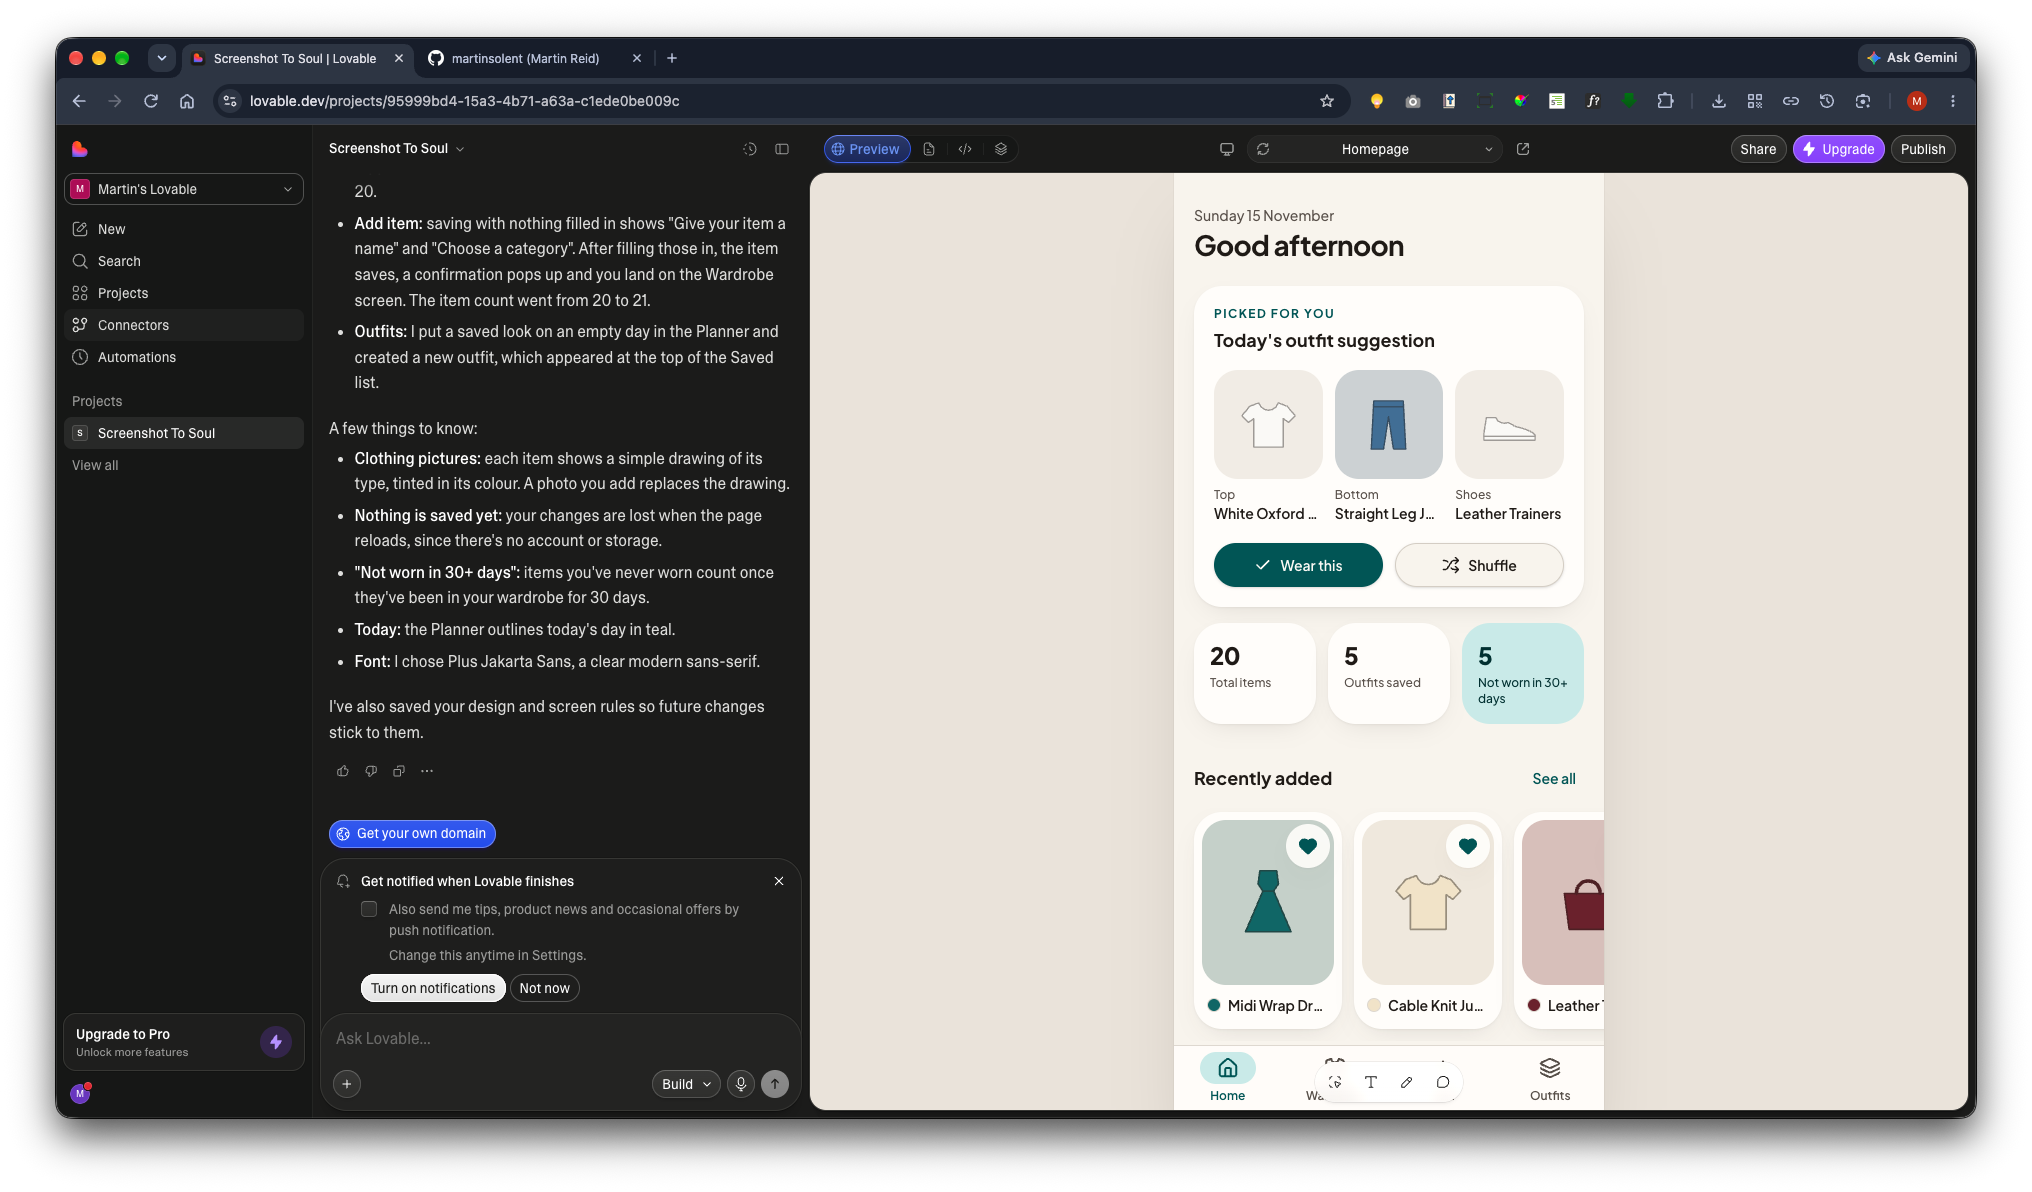 Screenshot To Soul | Lovable
martinsolent (Martin Reid)
Ask Gemini
lovable.dev/projects/95999bd4-15a3-4b71-a63a-c1ede0be009c
M
M
Martin's Lovable
New
Search
Projects
Connectors
Automations
Projects
S
Screenshot To Soul
View all
Upgrade to Pro
Unlock more features
M
Screenshot To Soul
20.
• Add item: saving with nothing filled in shows "Give your item a
name" and "Choose a category". After filling those in, the item
saves, a confirmation pops up and you land on the Wardrobe
screen. The item count went from 20 to 21.
• Outfits: I put a saved look on an empty day in the Planner and
created a new outfit, which appeared at the top of the Saved
list.
A few things to know:
• Clothing pictures: each item shows a simple drawing of its
type, tinted in its colour. A photo you add replaces the drawing.
• Nothing is saved yet: your changes are lost when the page
reloads, since there's no account or storage.
• "Not worn in 30+ days": items you've never worn count once
they've been in your wardrobe for 30 days.
• Today: the Planner outlines today's day in teal.
• Font: I chose Plus Jakarta Sans, a clear modern sans-serif.
I've also saved your design and screen rules so future changes
stick to them.
Get your own domain
Get notified when Lovable finishes
Also send me tips, product news and occasional offers by
push notification.
Change this anytime in Settings.
Turn on notifications
Not now
Ask Lovable...
Build
Preview
Homepage
Share
Upgrade
Publish
Sunday 15 November
Good afternoon
PICKED FOR YOU
Today's outfit suggestion
Top
White Oxford ...
Bottom
Straight Leg J...
Shoes
Leather Trainers
Wear this
Shuffle
20
Total items
5
Outfits saved
5
Not worn in 30+
days
Recently added
See all
Midi Wrap Dr...
Cable Knit Ju...
Leather
Home
Outfits